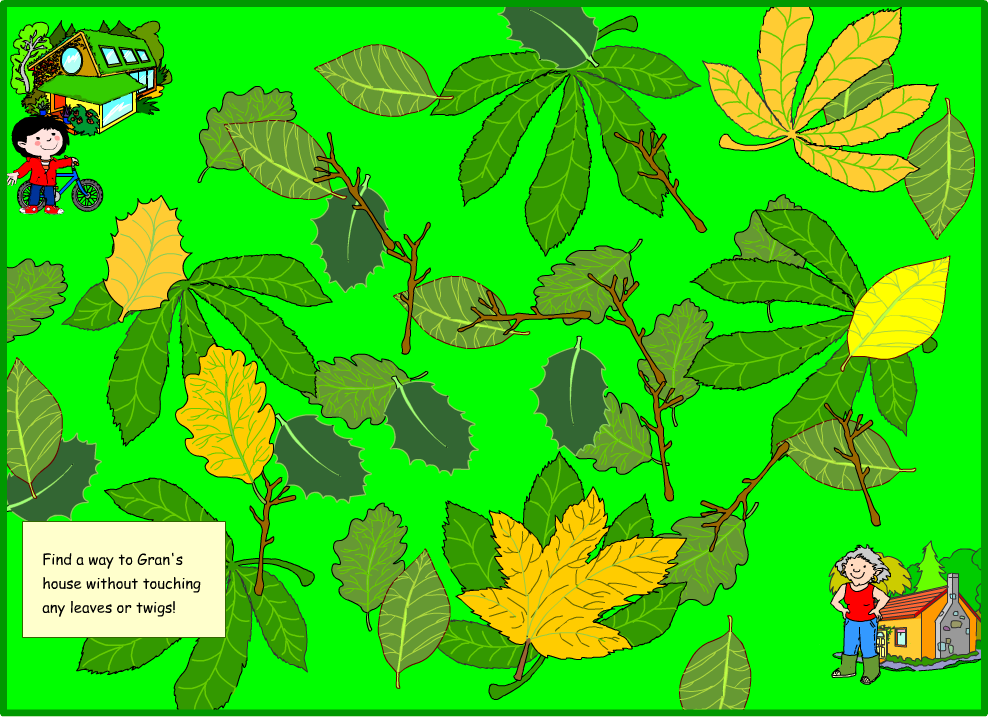 Find a way to Gran's
house without touching
any leaves or twigs!